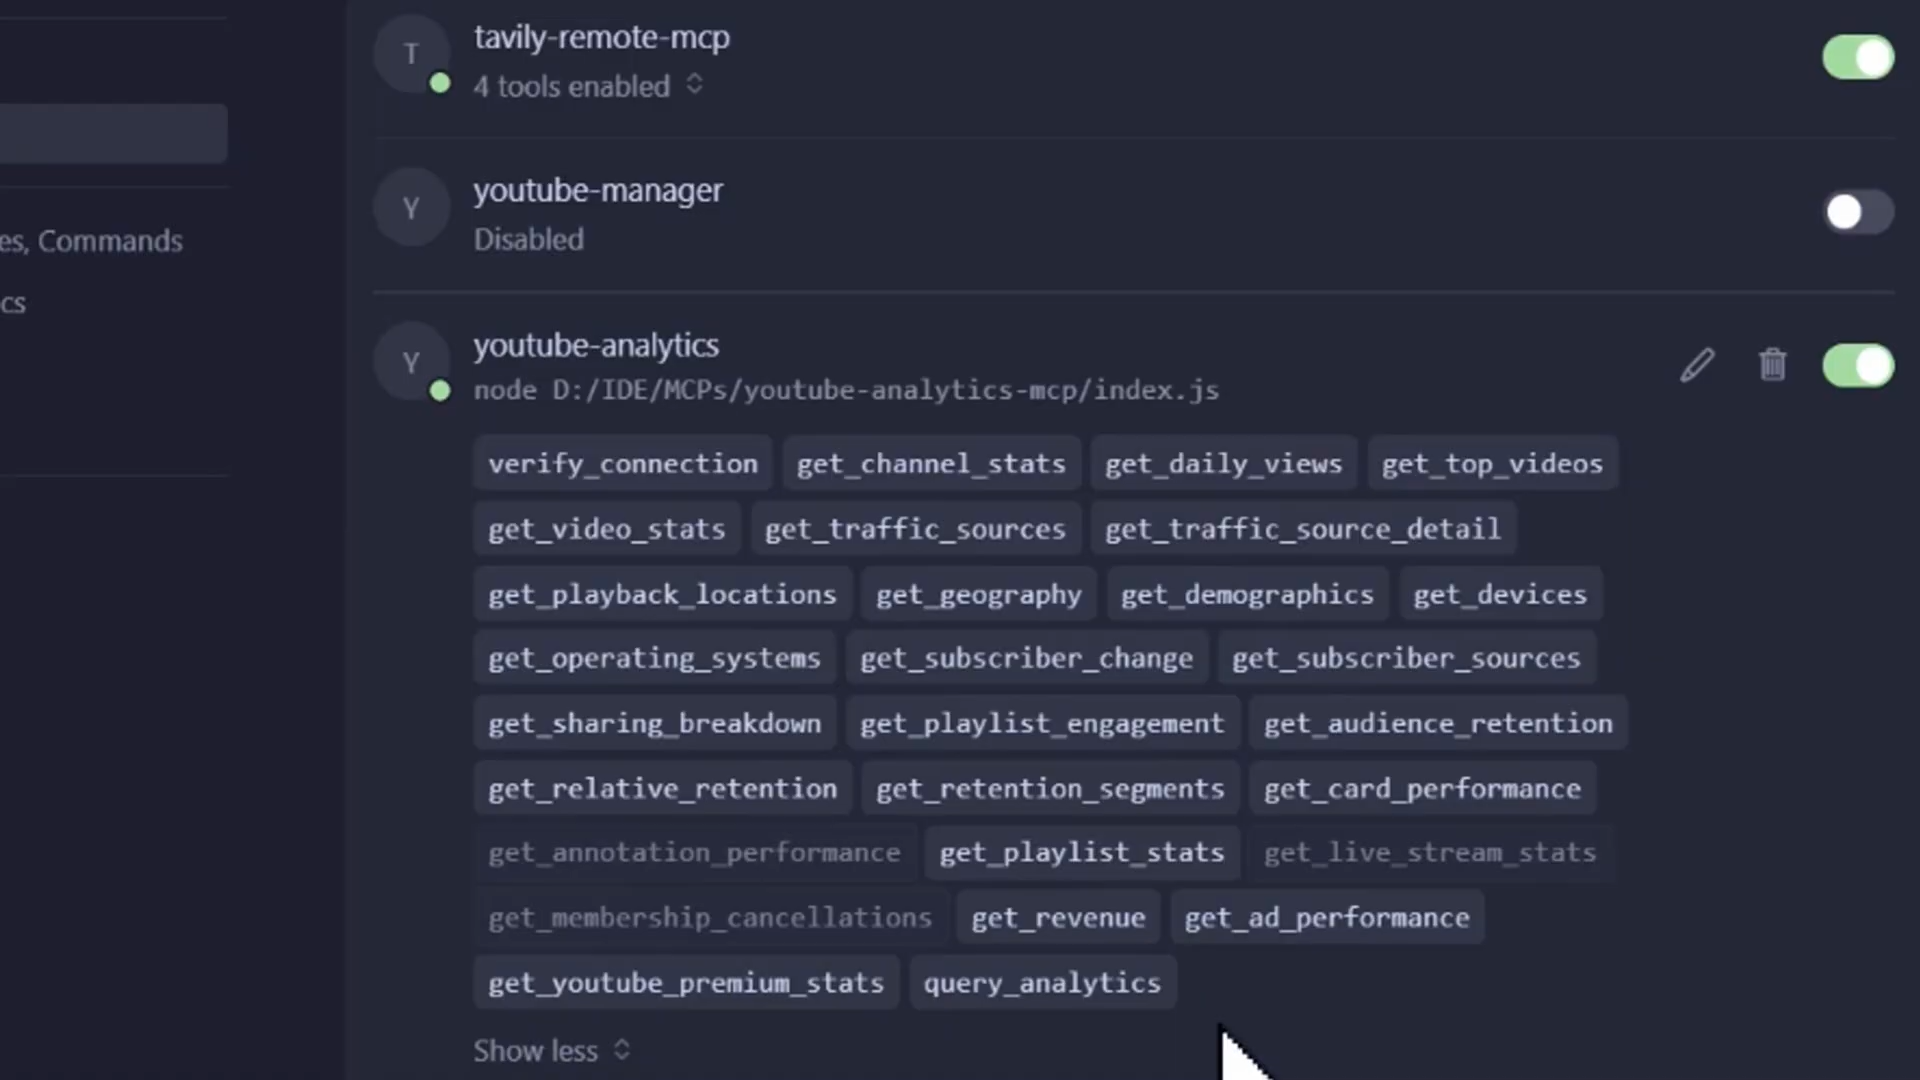 T
tavily-remote-mcp
4 tools enabled
Y
youtube-manager
Disabled
es, Commands
cs
Y
youtube-analytics
node D:/IDE/MCPs/youtube-analytics-mcp/index.js
verify_connection get_channel_stats get_daily_views get_top_videos
get_video_stats get_traffic_sources get_traffic_source_detail
get_playback_locations get_geography get_demographics get_devices
get_operating_systems get_subscriber_change get_subscriber_sources
get_sharing_breakdown get_playlist_engagement get_audience_retention
get_relative_retention get_retention_segments get_card_performance
get_annotation_performance get_playlist_stats get_live_stream_stats
get_membership_cancellations get_revenue get_ad_performance
get_youtube_premium_stats query_analytics
Show less